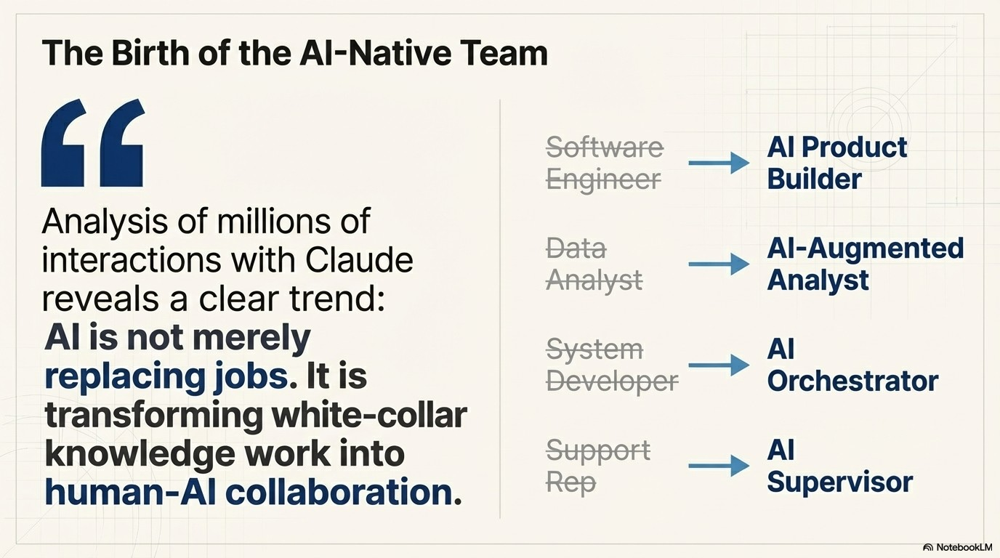 The Birth of the AI-Native Team
Analysis of millions of
interactions with Claude
reveals a clear trend:
AI is not merely
replacing jobs. It is
transforming white-collar
knowledge work into
human-AI collaboration.
Software
Engineer
AI Product
Builder
Data
Analyst
AI-Augmented
Analyst
System
Developer
AI
Orchestrator
Support
Rep
AI
Supervisor
NotebookLM